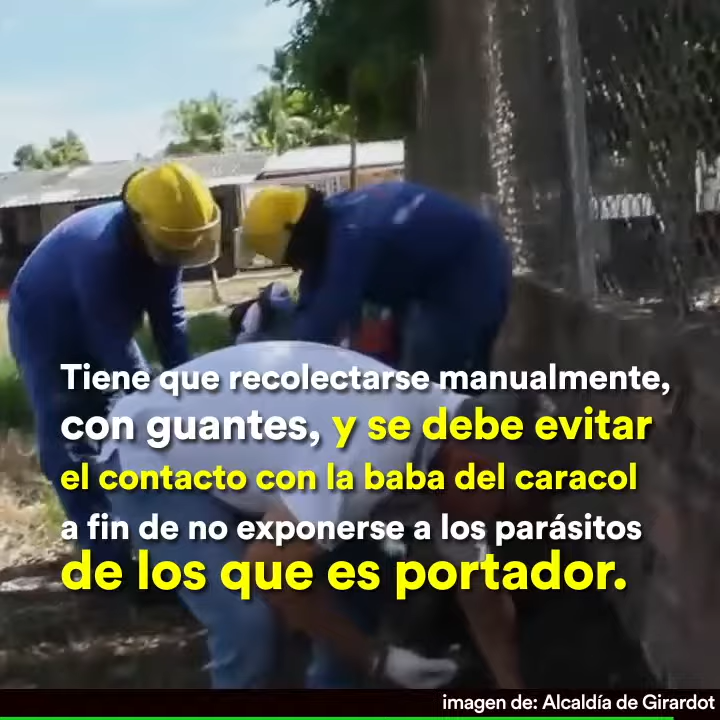 Tiene que recolectarse manualmente,
con guantes, y se debe evitar
el contacto con la baba del caracol
a fin de no exponerse a los parásitos
de los que es portador.
imagen de: Alcaldía de Girardot